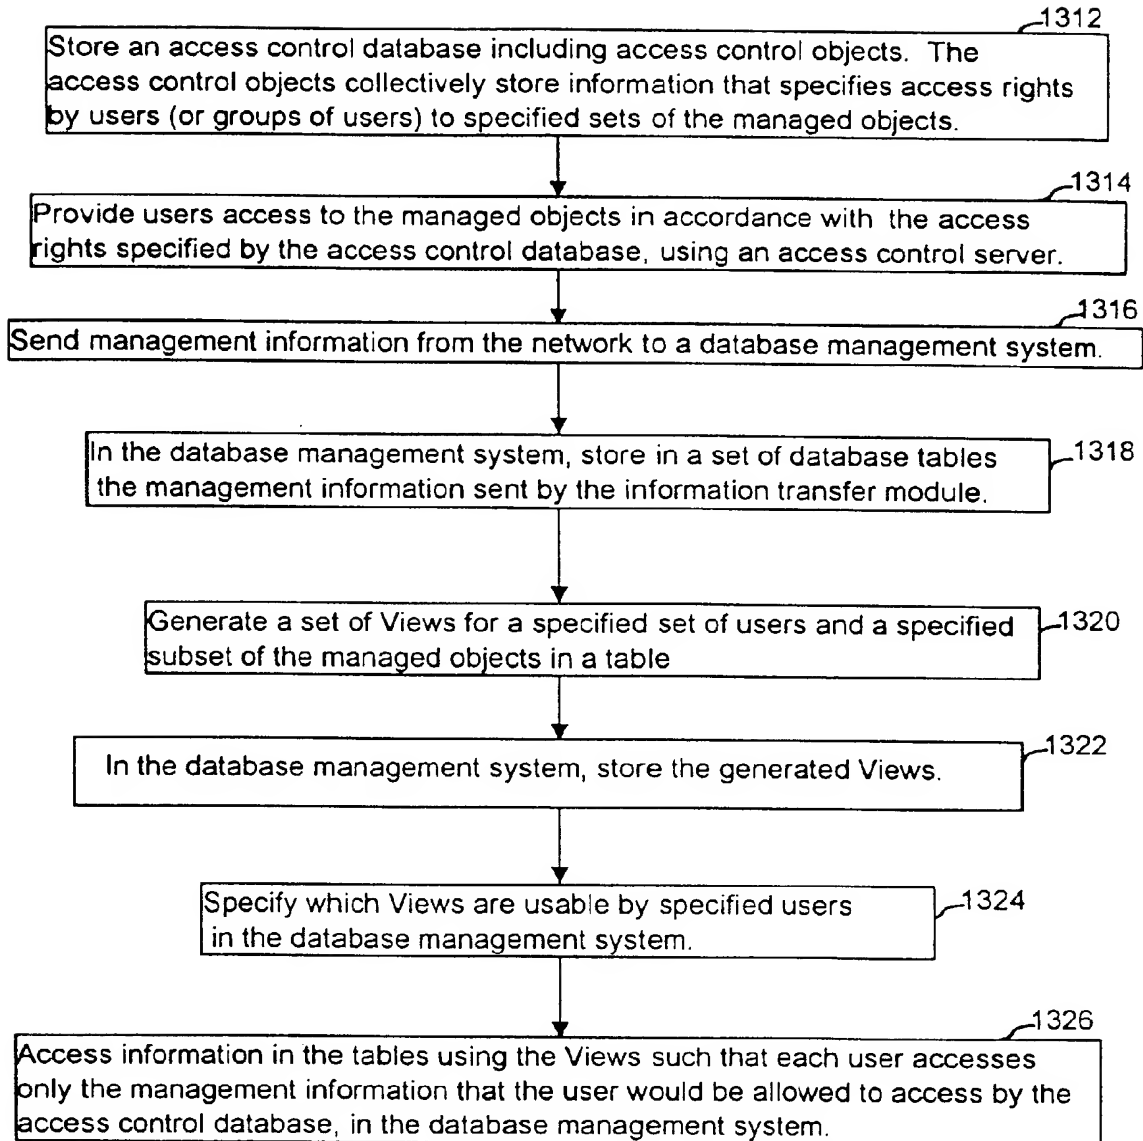 1312
Store an access control database including access control objects. The
access control objects collectively store information that specifies access rights
by users (or groups of users) to specified sets of the managed objects.
1314
Provide users access to the managed objects in accordance with the access
rights specified by the access control database, using an access control server.
1316
Send management information from the network to a database management system.
In the database management system, store in a set of database tables
the management information sent by the information transfer module.
1318
Generate a set of Views for a specified set of users and a specified
subset of the managed objects in a table
1320
1322
In the database management system, store the generated Views.
Specify which Views are usable by specified users
in the database management system.
1324
1326
Access information in the tables using the Views such that each user accesses
only the management information that the user would be allowed to access by the
access control database, in the database management system.